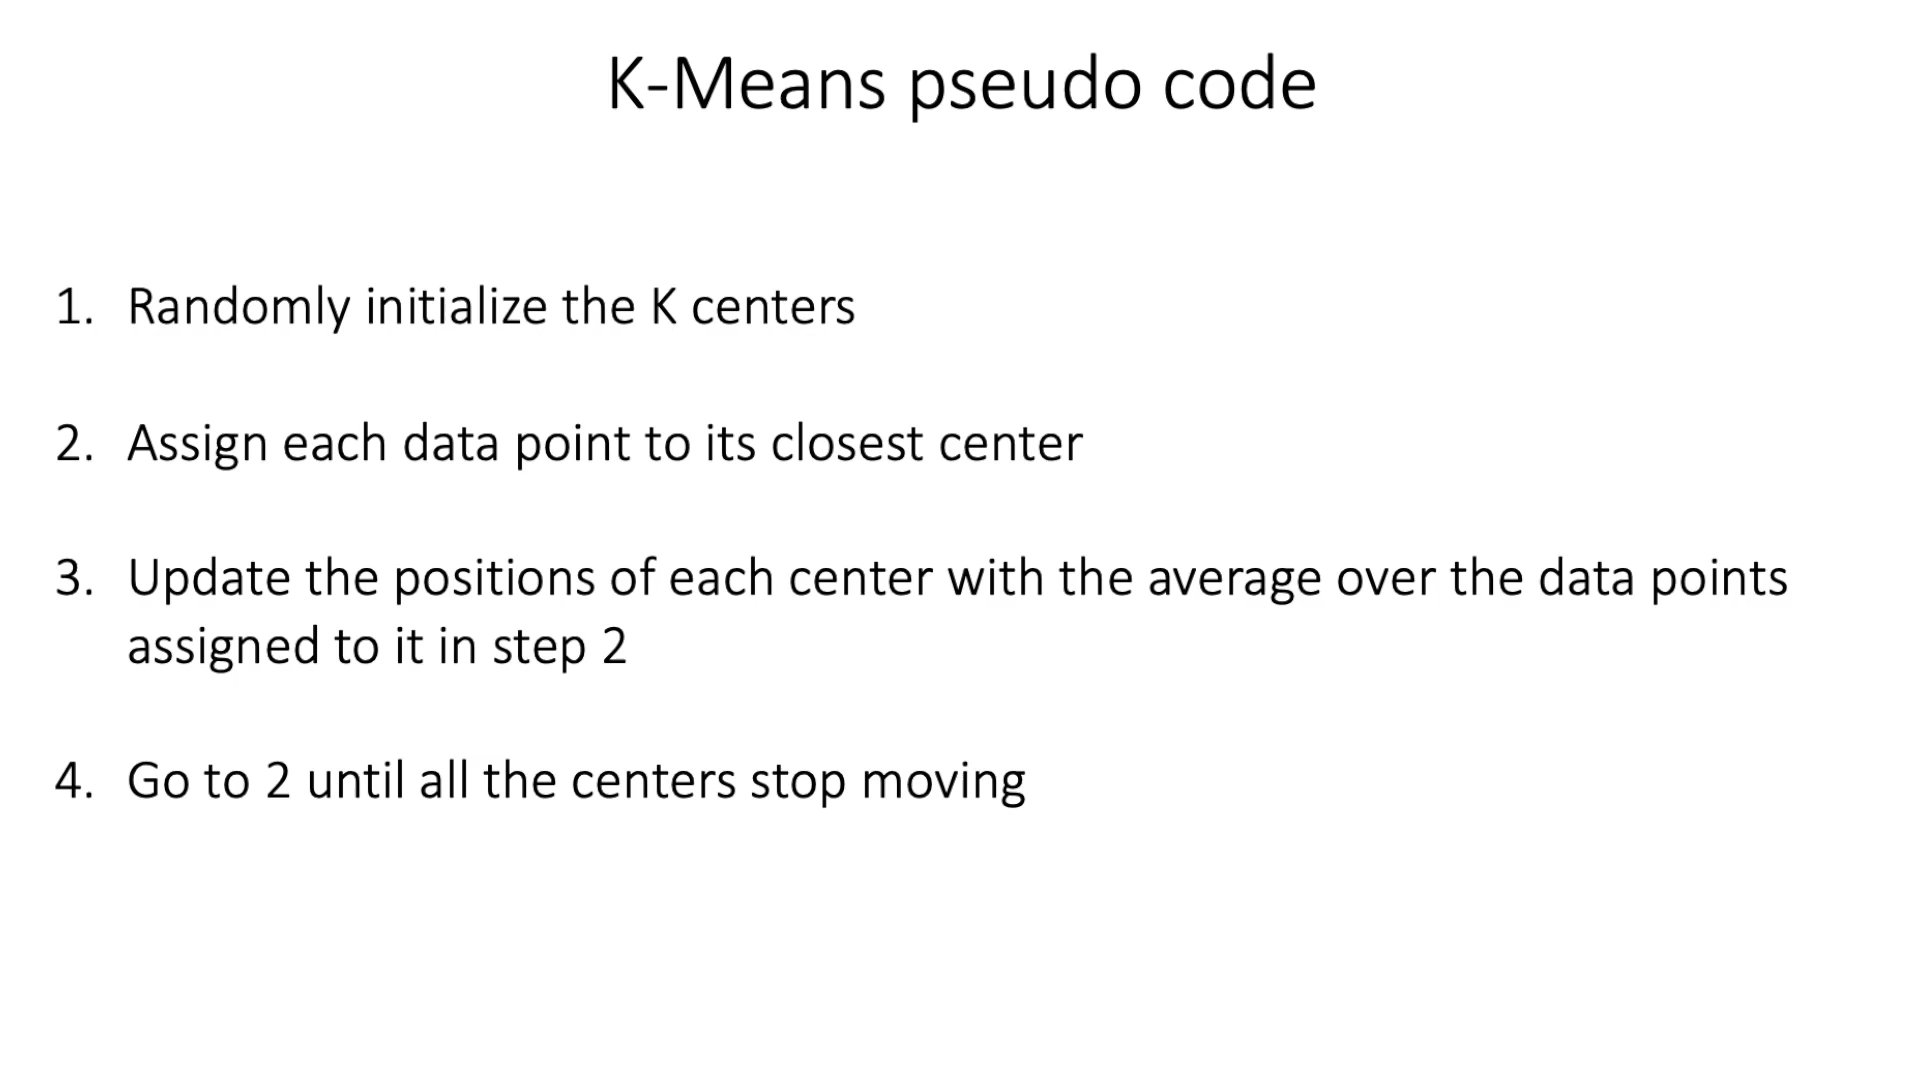 K-Means pseudo code
1. Randomly initialize the K centers
2. Assign each data point to its closest center
3. Update the positions of each center with the average over the data points
assigned to it in step 2
4. Go to 2 until all the centers stop moving